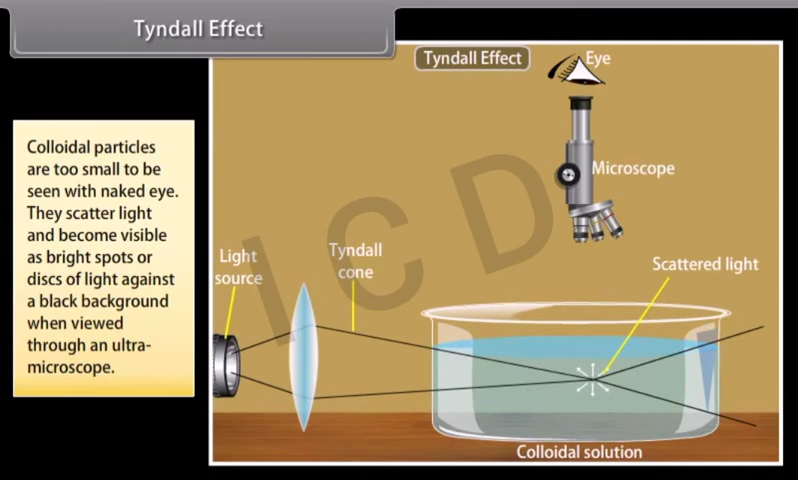 Tyndall Effect
Tyndall Effect
Eye
Colloidal particles
are too small to be
seen with naked eye.
They scatter light
and become visible
as bright spots or
discs of light against
a black background
when viewed
through an ultra-
microscope.
Microscope
Light
source
Tyndall
cone
Scattered light
I C D
Colloidal solution